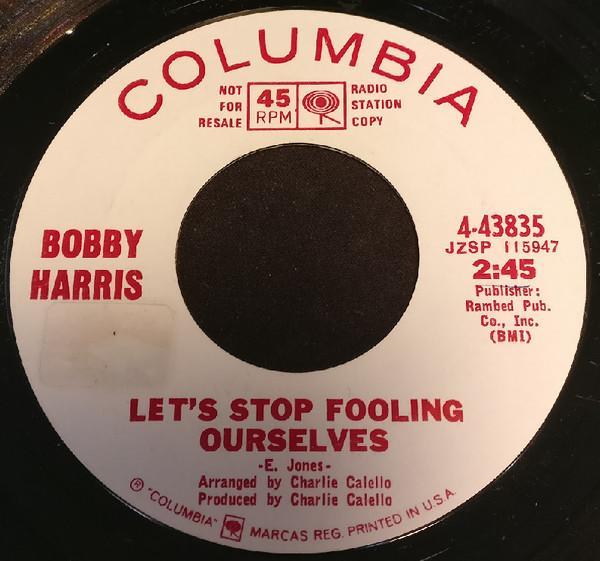 COLUMBIA
NOT
FOR
RESALE
45
RPM
RADIO
STATION
COPY
BOBBY
HARRIS
4-43835
JZSP 115947
2:45
Publisher:
Rambed Pub.
Co., Inc.
(BMI)
LET'S STOP FOOLING
OURSELVES
-E. Jones-
Arranged by Charlie Calello
Produced by Charlie Calello
Ⓡ "COLUMBIA" MARCAS REG. PRINTED IN U.S.A.